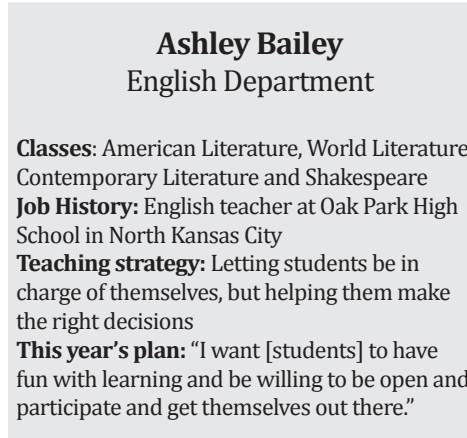 Ashley Bailey
English Department
Classes: American Literature, World Literature
Contemporary Literature and Shakespeare
Job History: English teacher at Oak Park High
School in North Kansas City
Teaching strategy: Letting students be in
charge of themselves, but helping them make
the right decisions
This year's plan: “I want [students] to have
fun with learning and be willing to be open and
participate and get themselves out there.”